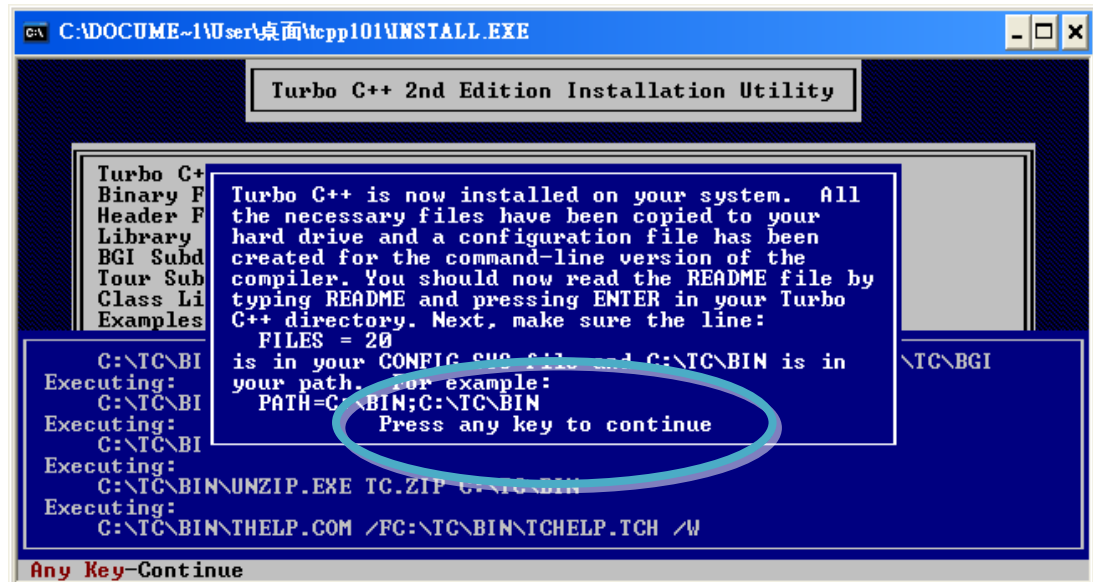 C:\DOCUME~1\User\桌面\tcpp101\INSTALL.EXE
Turbo C++ 2nd Edition Installation Utility
Turbo C+
Binary F
Header F
Library
BGI Subd
Tour Sub
Class Li
Examples
Turbo C++ is now installed on your system. All
the necessary files have been copied to your
hard drive and a configuration file has been
created for the command-line version of the
compiler. You should now read the README file by
typing README and pressing ENTER in your Turbo
C++ directory. Next, make sure the line:
FILES = 20
is in your CONFIG.SYS file and C:\TC\BIN is in
your path. For example:
PATH=C:\BIN;C:\TC\BIN
Press any key to continue
C:\TC\BI \TC\BGI
Executing:
C:\TC\BI
Executing:
C:\TC\BI
Executing:
C:\TC\BIN\UNZIP.EXE TC.ZIP C:\TC\BIN
Executing:
C:\TC\BIN\THELP.COM /FC:\TC\BIN\TCHELP.TCH /W
Any Key-Continue